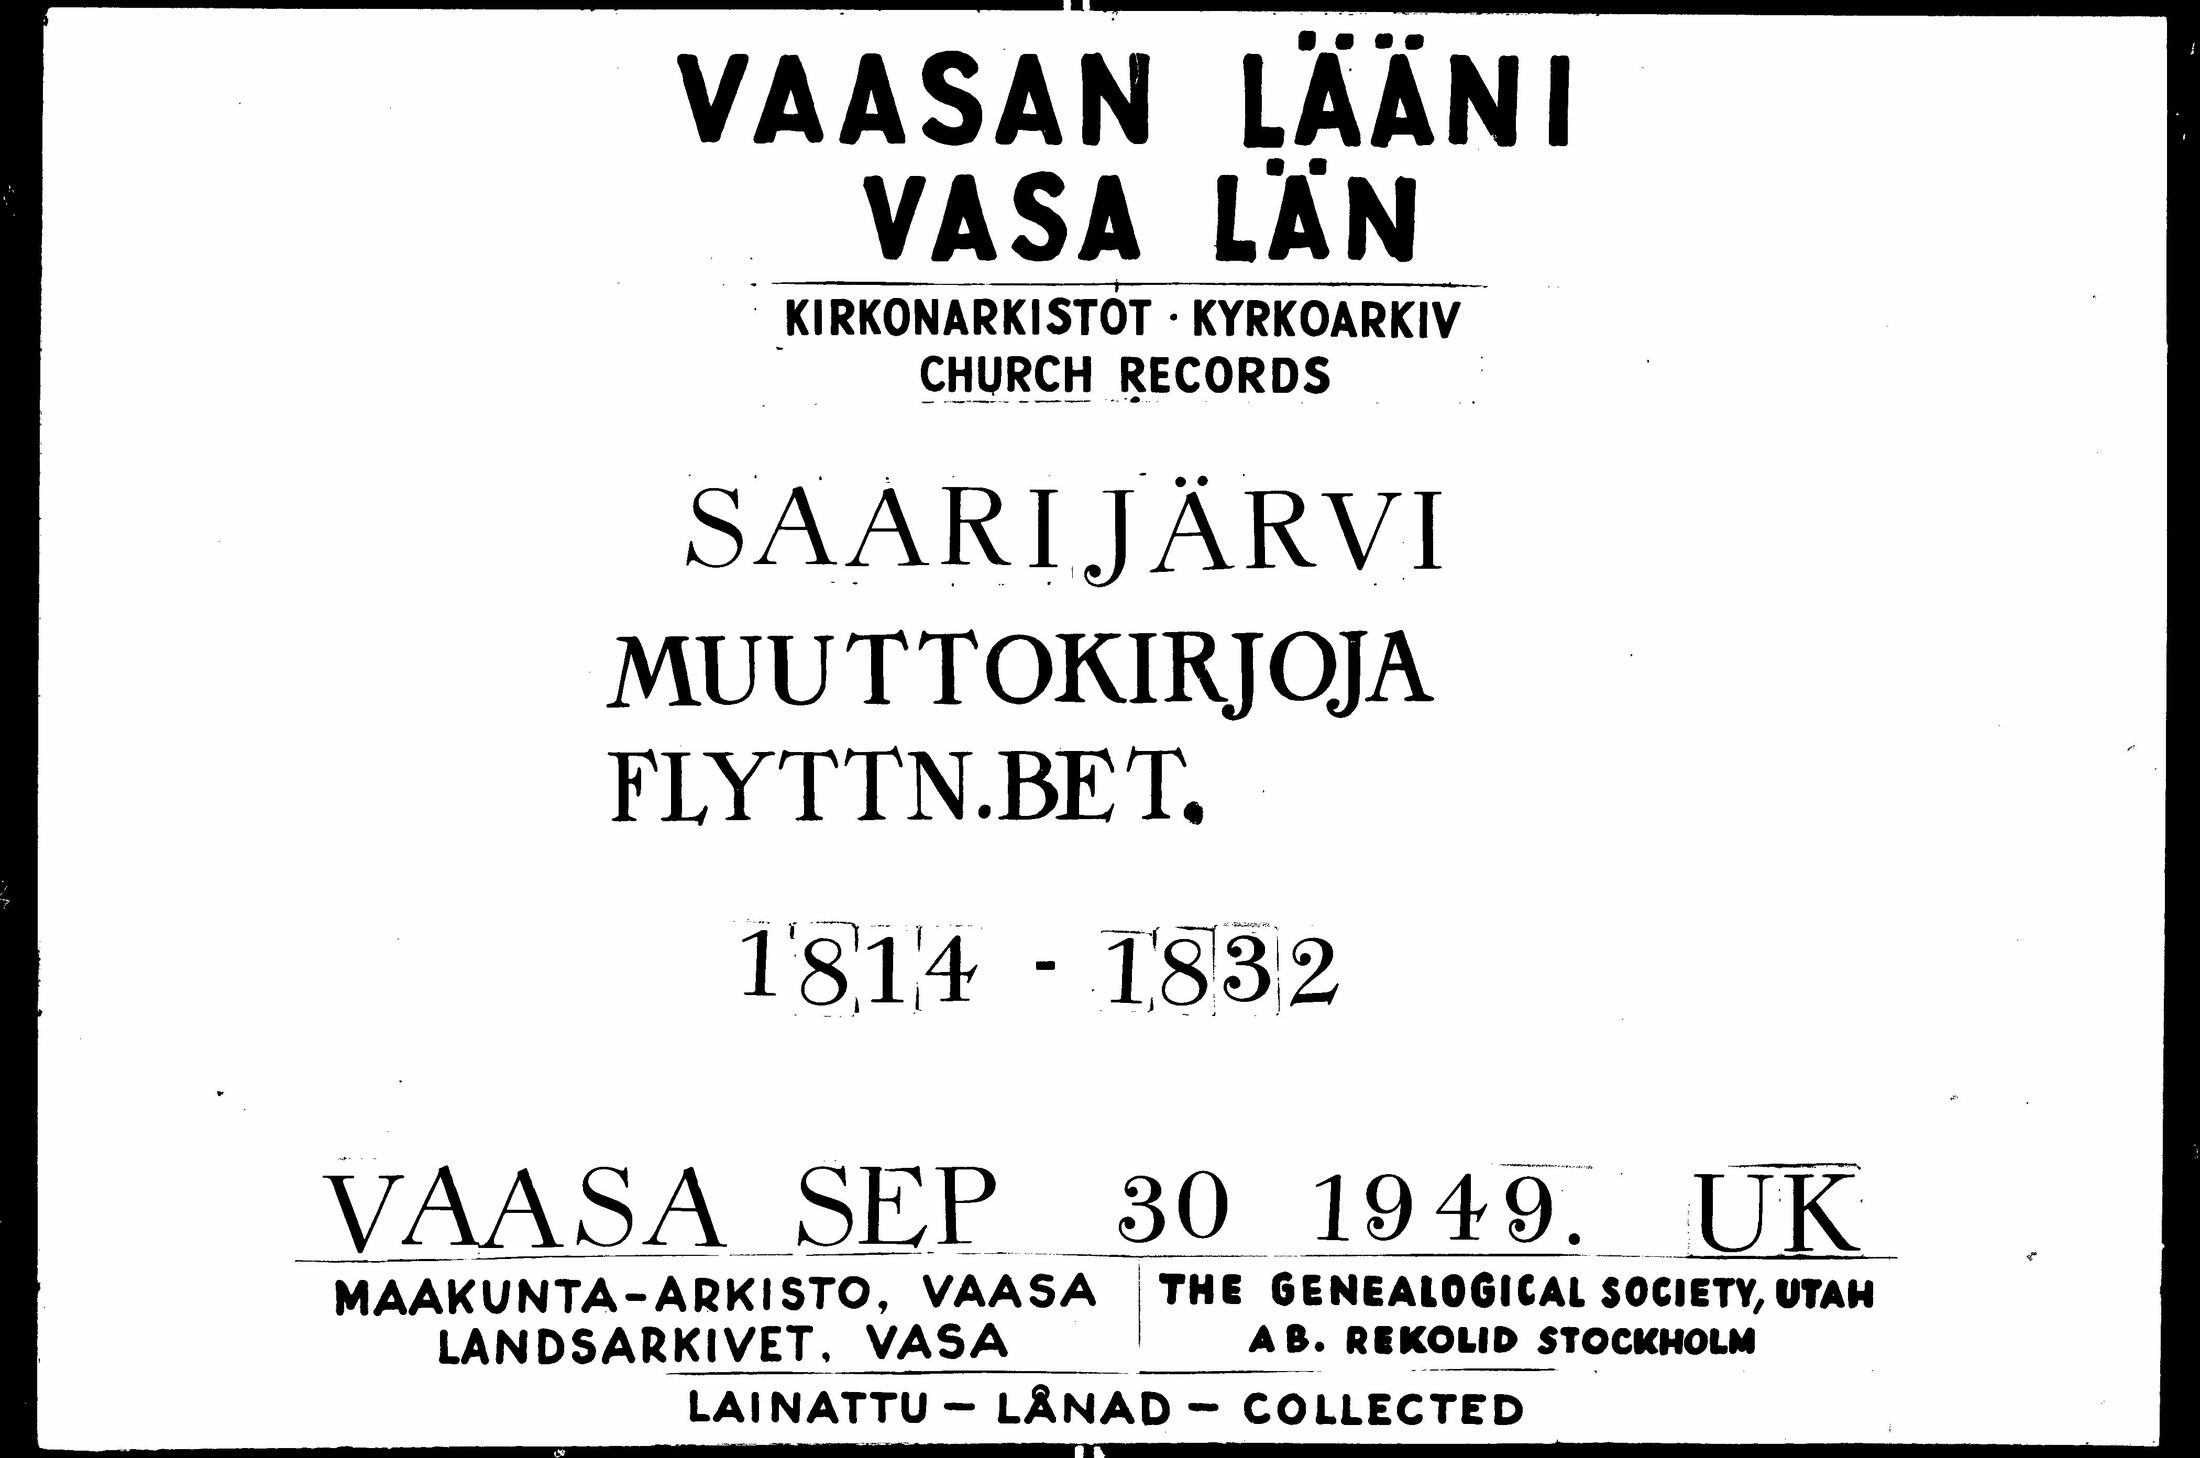 VAASAN LÄÄNI
VASA LÄN
KIRKONARKISTOT · KYRKOARKIV
CHURCH RECORDS
SAARIJÄRVI
MUUTTOKIRJOJA
FLYTTN.BET.
1814 - 1832
VAASA SEP 30 1949. UK
MAAKUNTA-ARKISTO, VAASA
LANDSARKIVET, VASA
THE GENEALOGICAL SOCIETY, UTAH
AB. REKOLID STOCKHOLM
LAINATTU — LÅNAD — COLLECTED